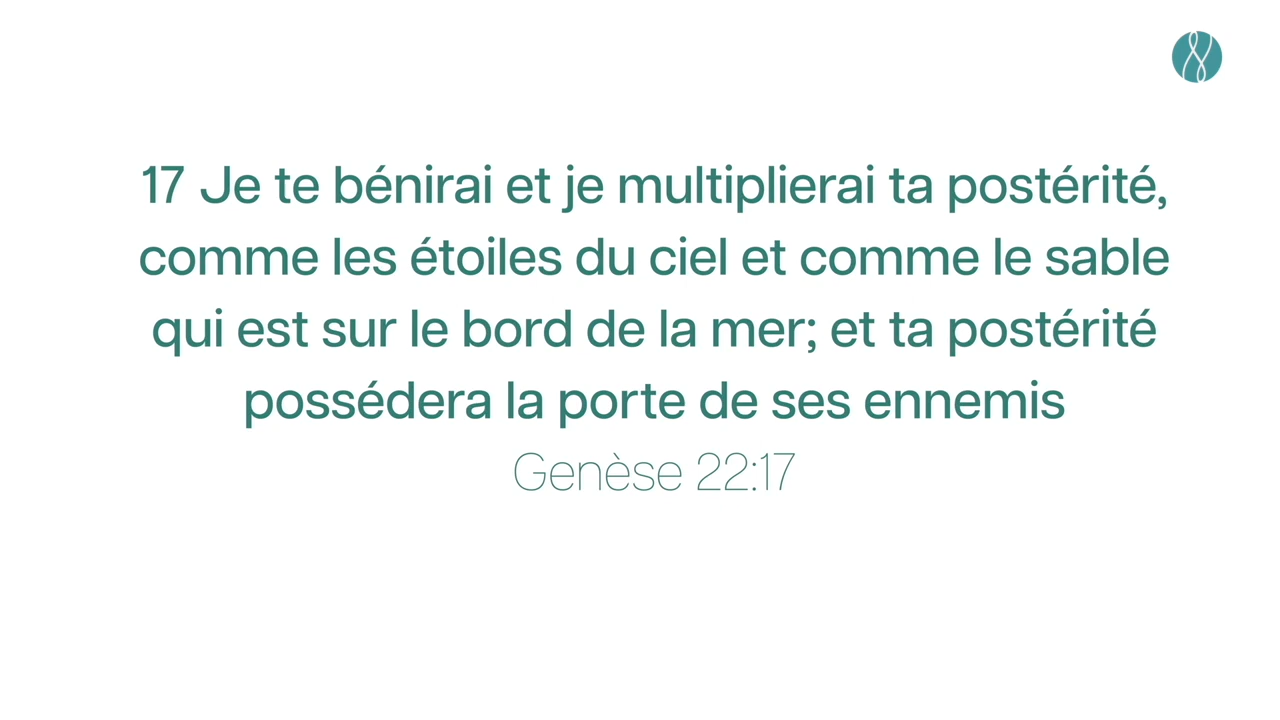 17 Je te bénirai et je multiplierai ta postérité,
comme les étoiles du ciel et comme le sable
qui est sur le bord de la mer; et ta postérité
possédera la porte de ses ennemis
Genèse 22:17